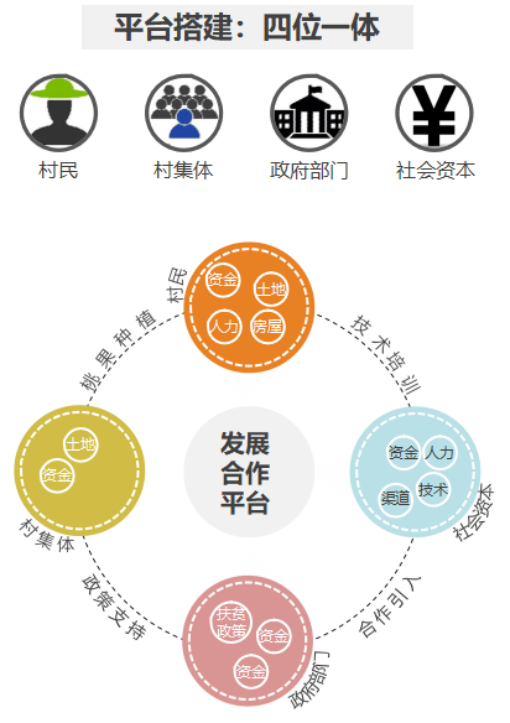 平台搭建：四位一体
村民
村集体
政府部门
社会资本
村民
资金
土地
人力
房屋
桃果种植
技术培训
土地
资金
村集体
发展
合作
平台
资金
人力
渠道
技术
社会资本
政策支持
合作引入
扶贫
政策
资金
资金
政府部门